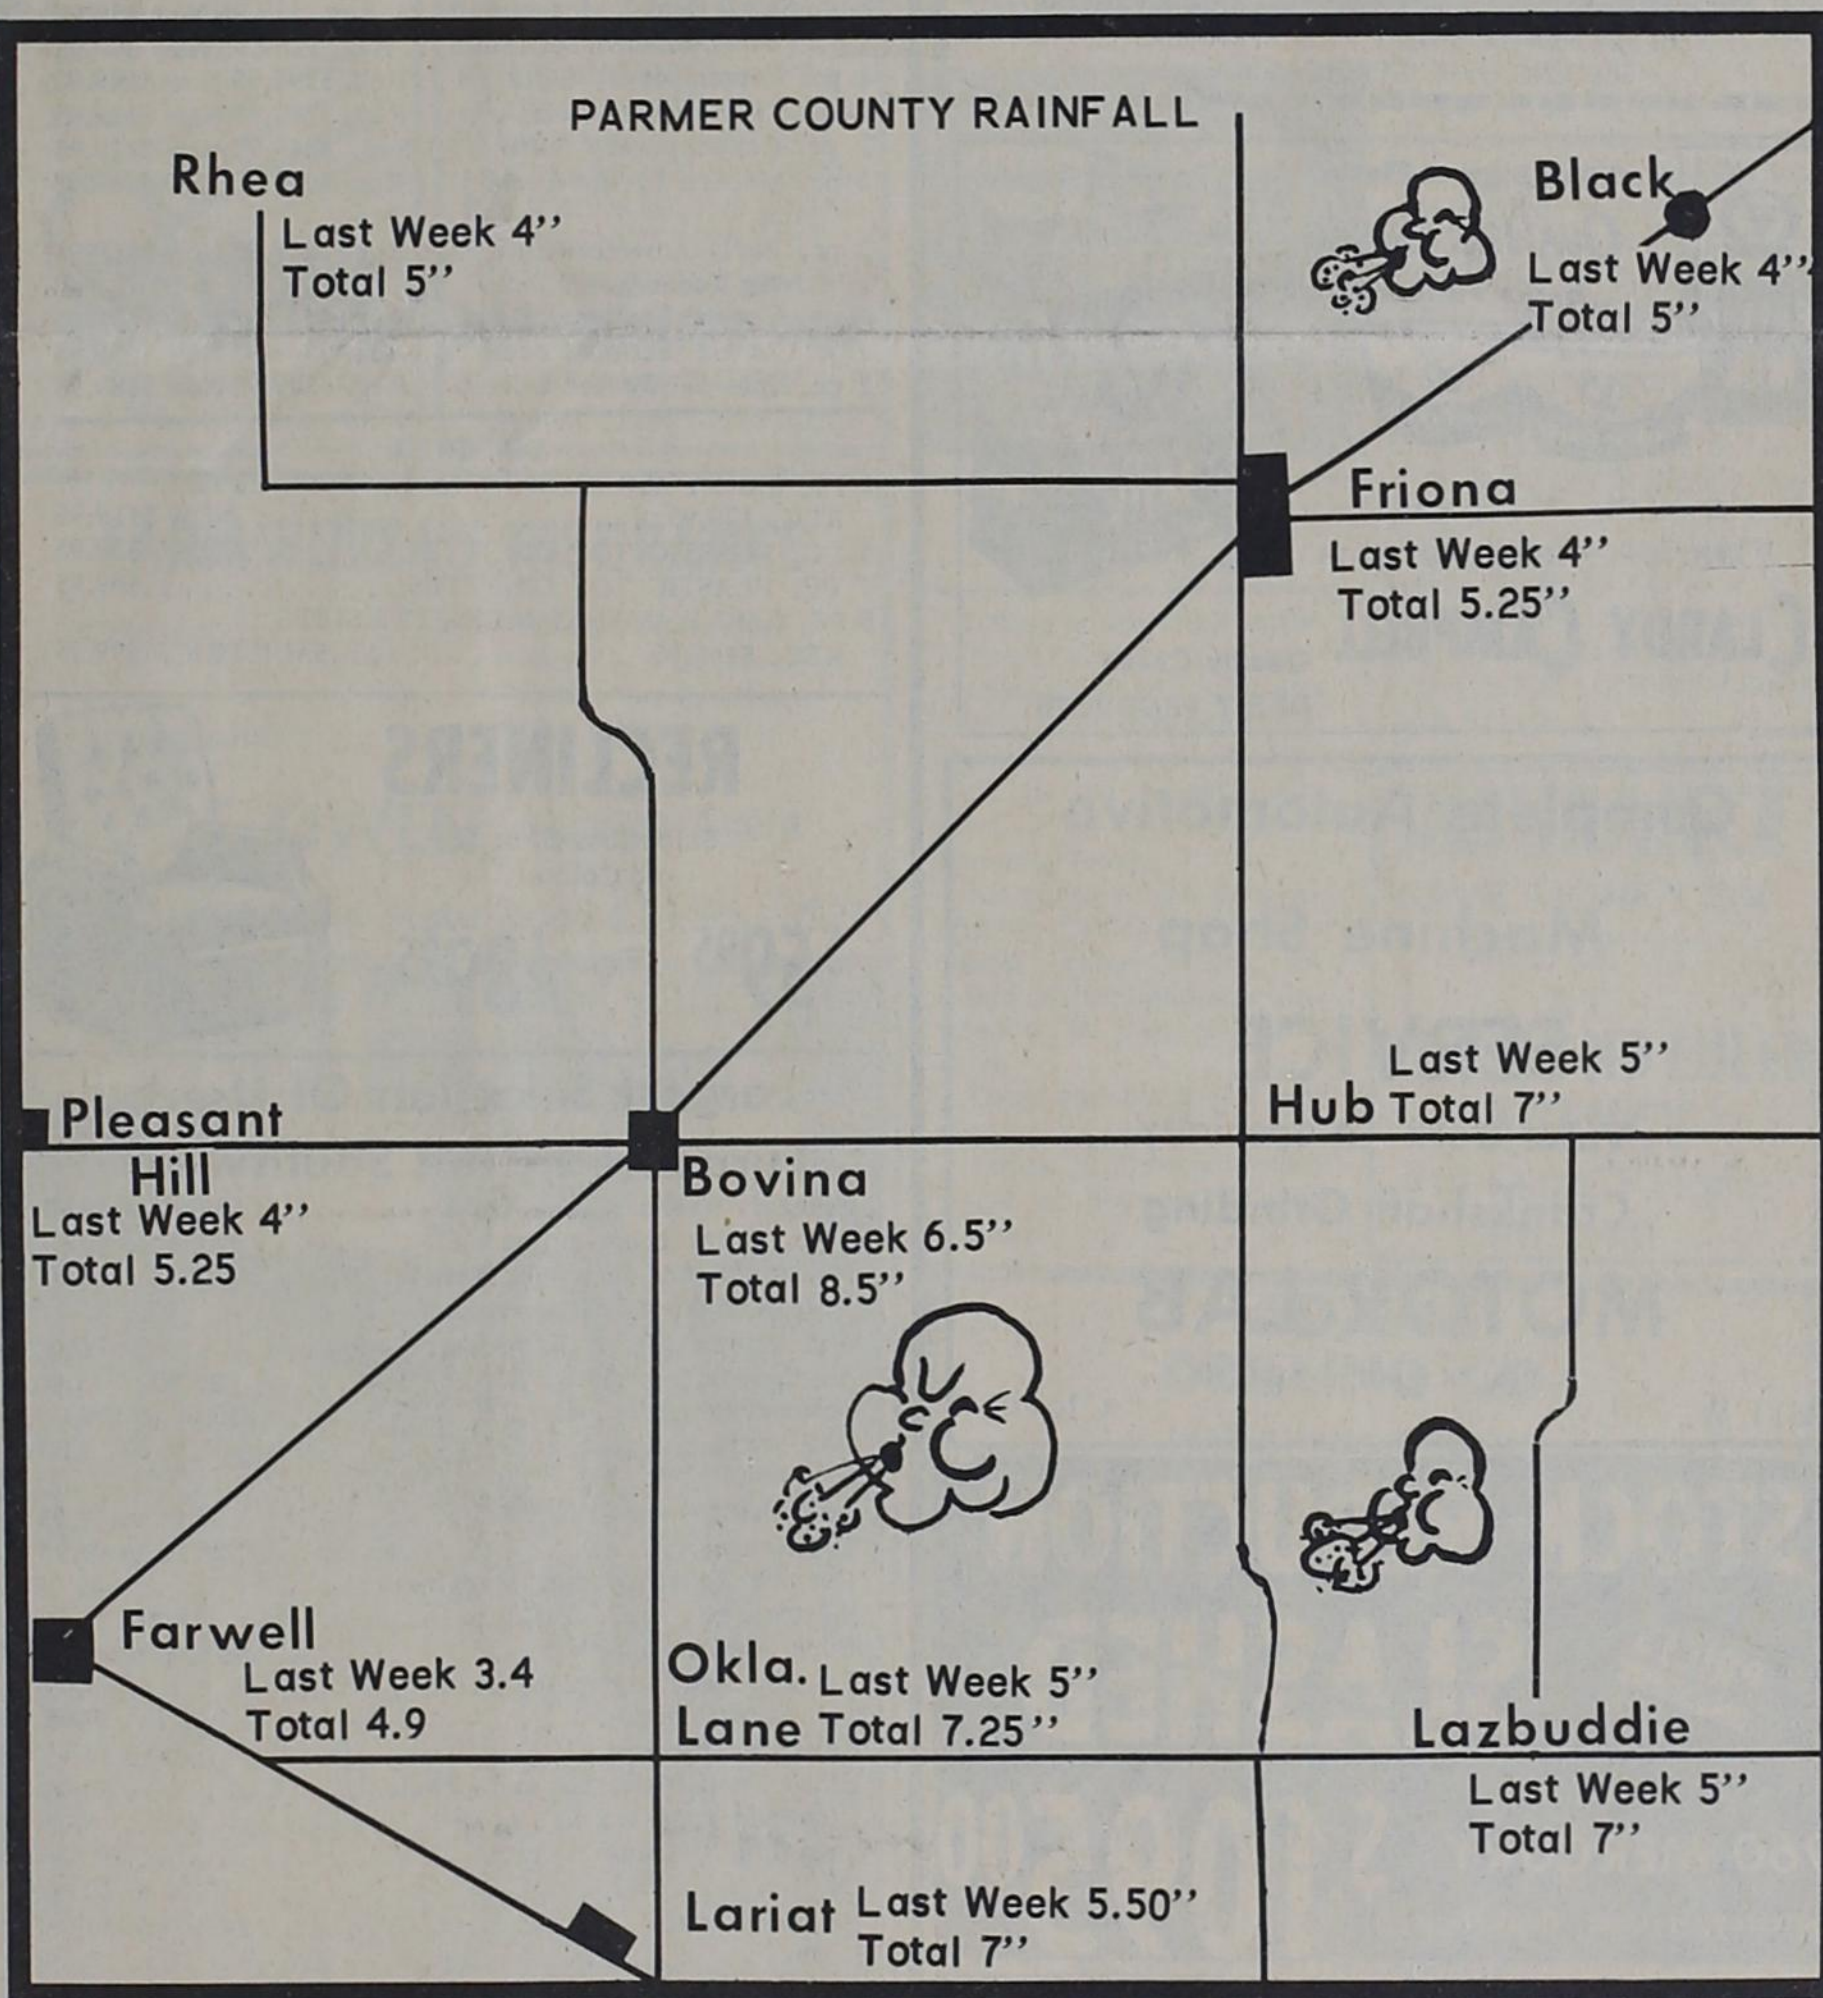 PARMER COUNTY RAINFALL
Rhea
Last Week 4’’
Total 5’’
Black
Last Week 4’’
Total 5’’
Friona
Last Week 4’’
Total 5.25’’
Last Week 5’’
Hub Total 7’’
Pleasant
Hill
Last Week 4’’
Total 5.25
Bovina
Last Week 6.5’’
Total 8.5’’
Farwell
Last Week 3.4
Total 4.9
Okla. Last Week 5’’
Lane Total 7.25’’
Lazbuddie
Last Week 5’’
Total 7’’
Lariat Last Week 5.50’’
Total 7’’